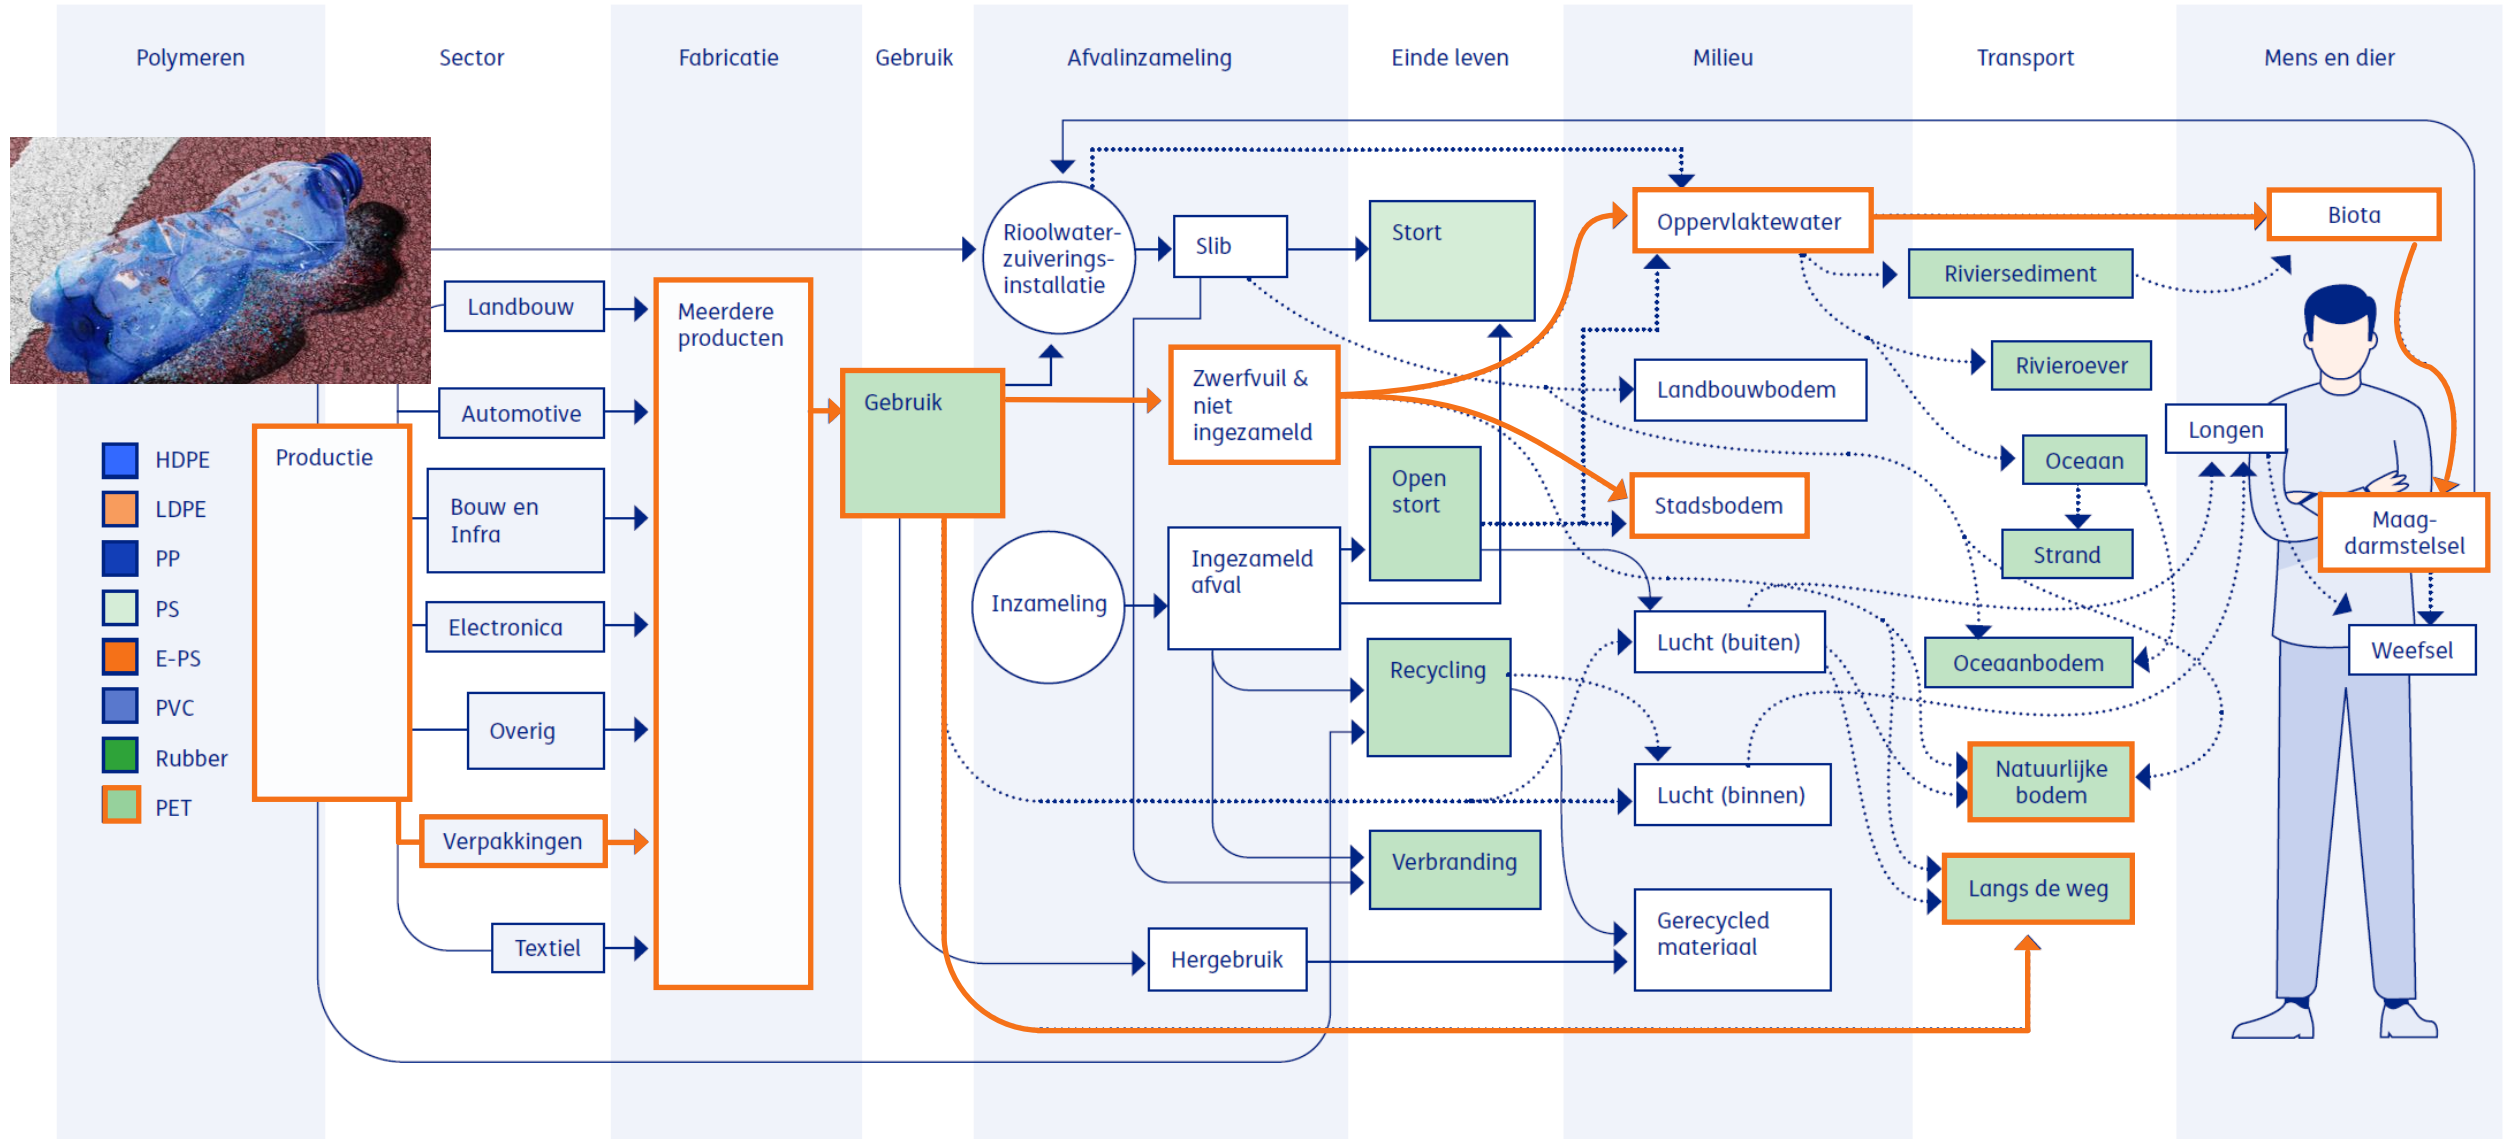 Polymeren
Sector
Fabricatie
Gebruik
Afvalinzameling
Einde leven
Milieu
Transport
Mens en dier
HDPE
LDPE
PP
PS
E-PS
PVC
Rubber
PET
Productie
Landbouw
Automotive
Bouw en
Infra
Electronica
Overig
Verpakkingen
Textiel
Meerdere
producten
Gebruik
Rioolwater-
zuiverings-
installatie
Slib
Zwerfvuil &
niet
ingezameld
Inzameling
Ingezameld
afval
Hergebruik
Stort
Open
stort
Recycling
Verbranding
Oppervlaktewater
Landbouwbodem
Stadsbodem
Lucht (buiten)
Lucht (binnen)
Gerecycled
materiaal
Riviersediment
Rivieroever
Oceaan
Strand
Oceaanbodem
Natuurlijke
bodem
Langs de weg
Biota
Longen
Maag-
darmstelsel
Weefsel